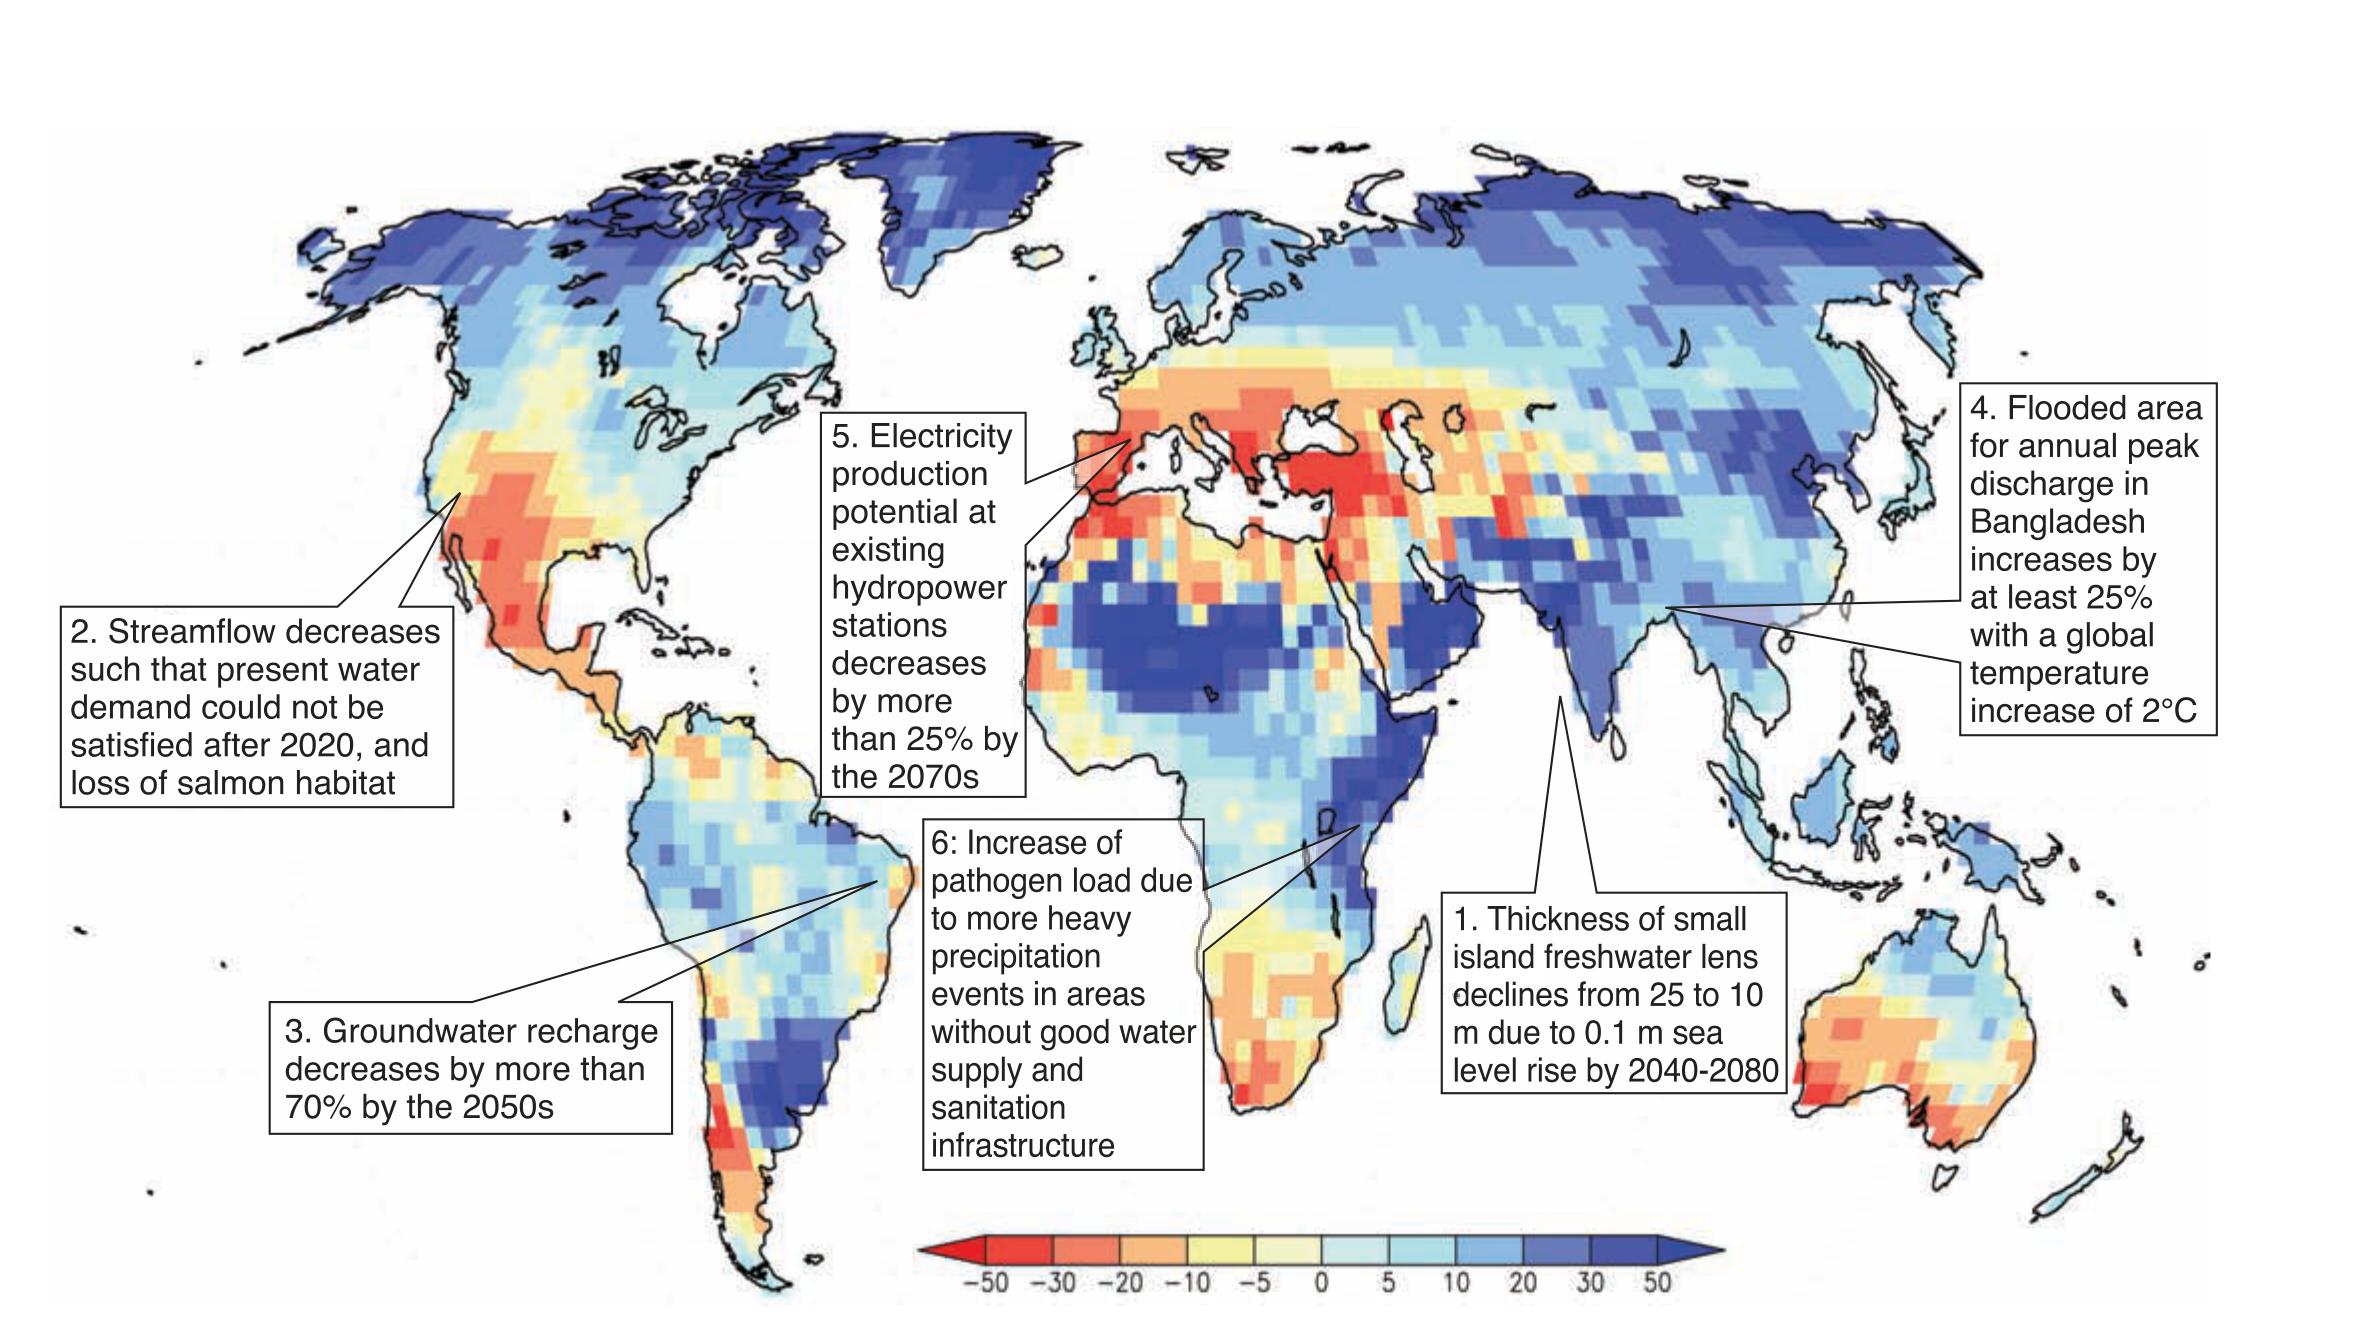 5. Electricity
production
potential at
existing
hydropower
stations
decreases
by more
than 25% by
the 2070s
4. Flooded area
for annual peak
discharge in
Bangladesh
increases by
at least 25%
with a global
temperature
increase of 2°C
2. Streamflow decreases
such that present water
demand could not be
satisfied after 2020, and
loss of salmon habitat
6: Increase of
pathogen load due
to more heavy
precipitation
events in areas
without good water
supply and
sanitation
infrastructure
1. Thickness of small
island freshwater lens
declines from 25 to 10
m due to 0.1 m sea
level rise by 2040-2080
3. Groundwater recharge
decreases by more than
70% by the 2050s
−50 −30 −20 −10 −5 0 5 10 20 30 50